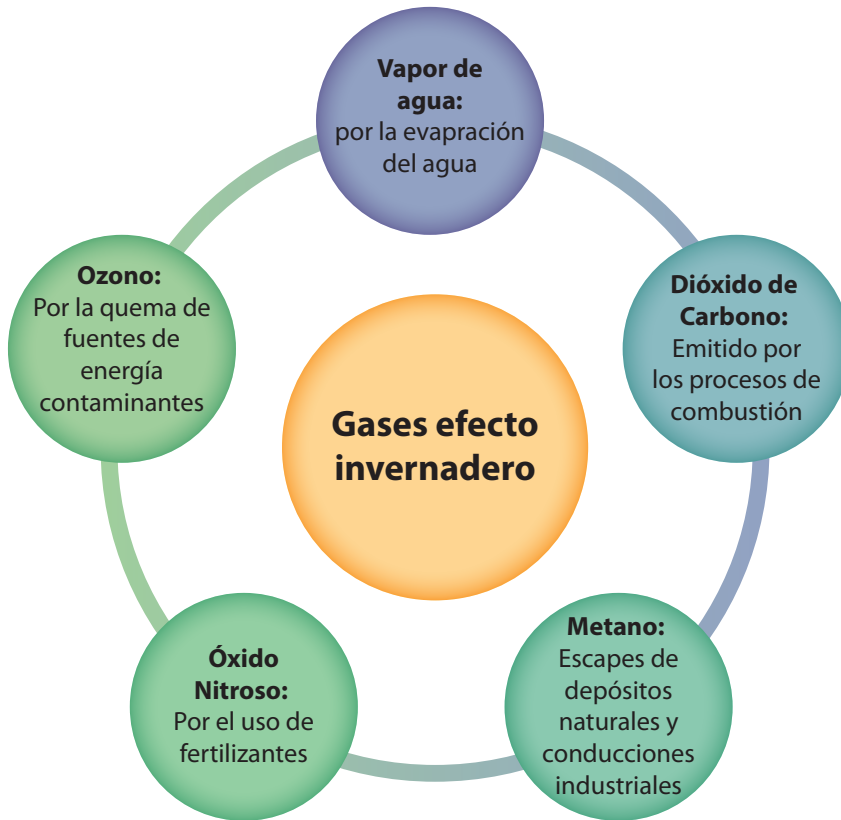 Vapor de
agua:
por la evapración
del agua
Dióxido de
Carbono:
Emitido por
los procesos de
combustión
Metano:
Escapes de
depósitos
naturales y
conducciones
industriales
Óxido
Nitroso:
Por el uso de
fertilizantes
Ozono:
Por la quema de
fuentes de
energía
contaminantes
Gases efecto
invernadero